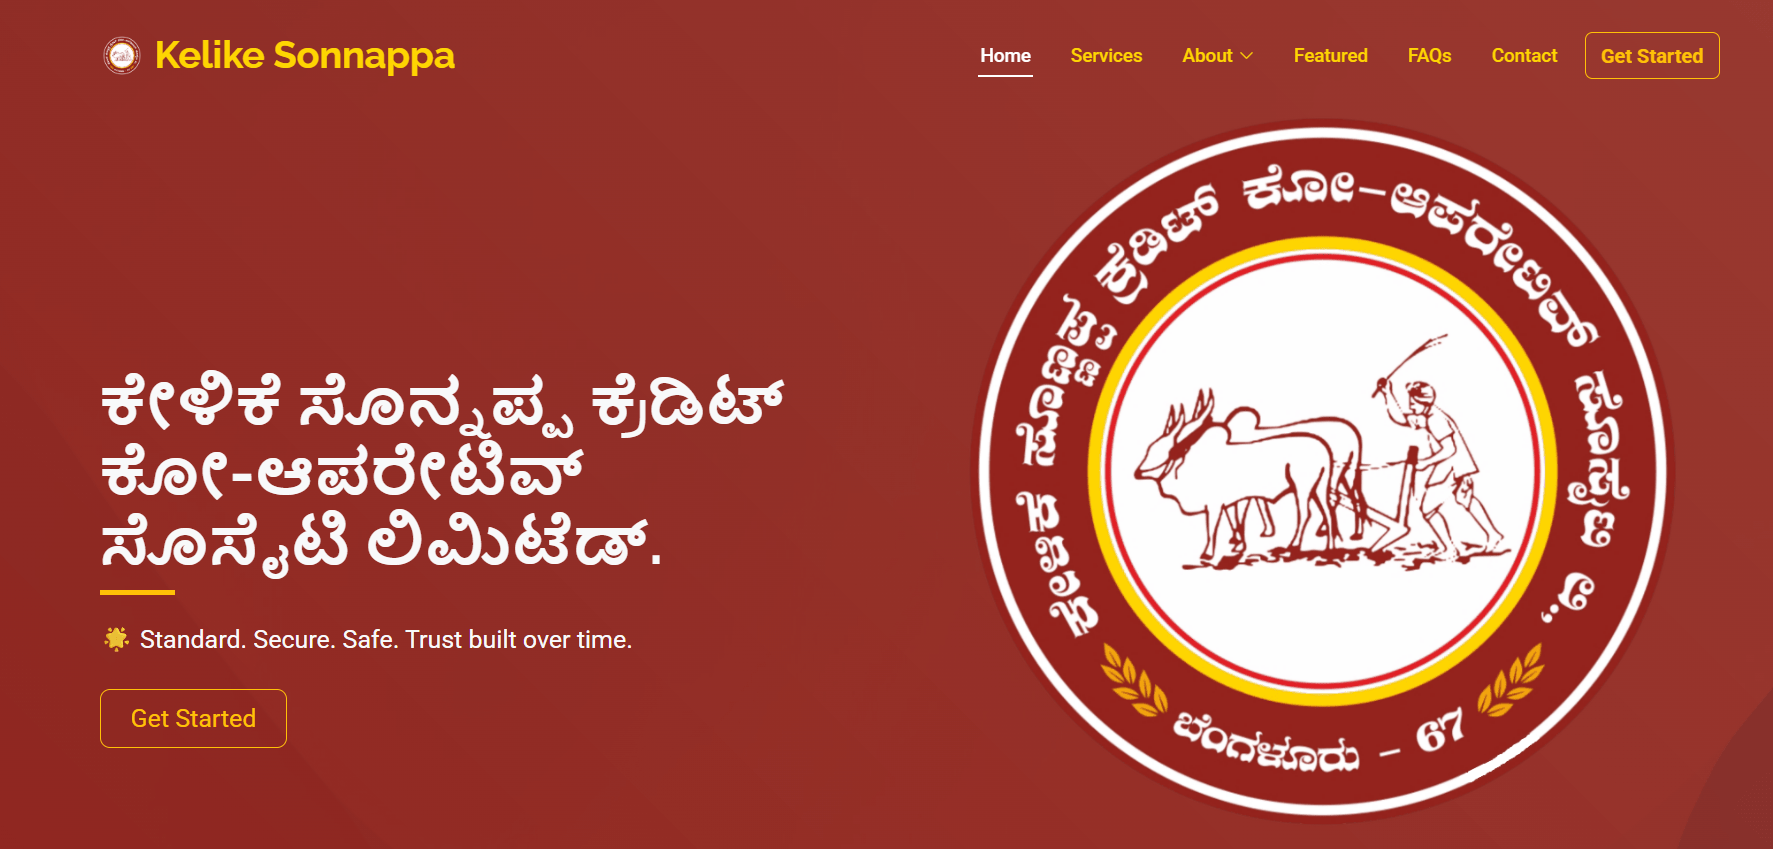 Kelike Sonnappa
Home
Services
About
Featured
FAQs
Contact
Get Started
ಕೇಳಿಕೆ ಸೊನ್ನಪ್ಪ ಕ್ರೆಡಿಟ್
ಕೋ-ಆಪರೇಟಿವ್
ಸೊಸೈಟಿ ಲಿಮಿಟೆಡ್.
🌟 Standard. Secure. Safe. Trust built over time.
Get Started
ಕೇಳಿಕೆ ಸೊಣ್ಣಪ್ಪ ಕ್ರೆಡಿಟ್ ಕೋ-ಆಪರೇಟಿವ್ ಸೊಸೈಟಿ ಲಿ.,
ಬೆಂಗಳೂರು - 67